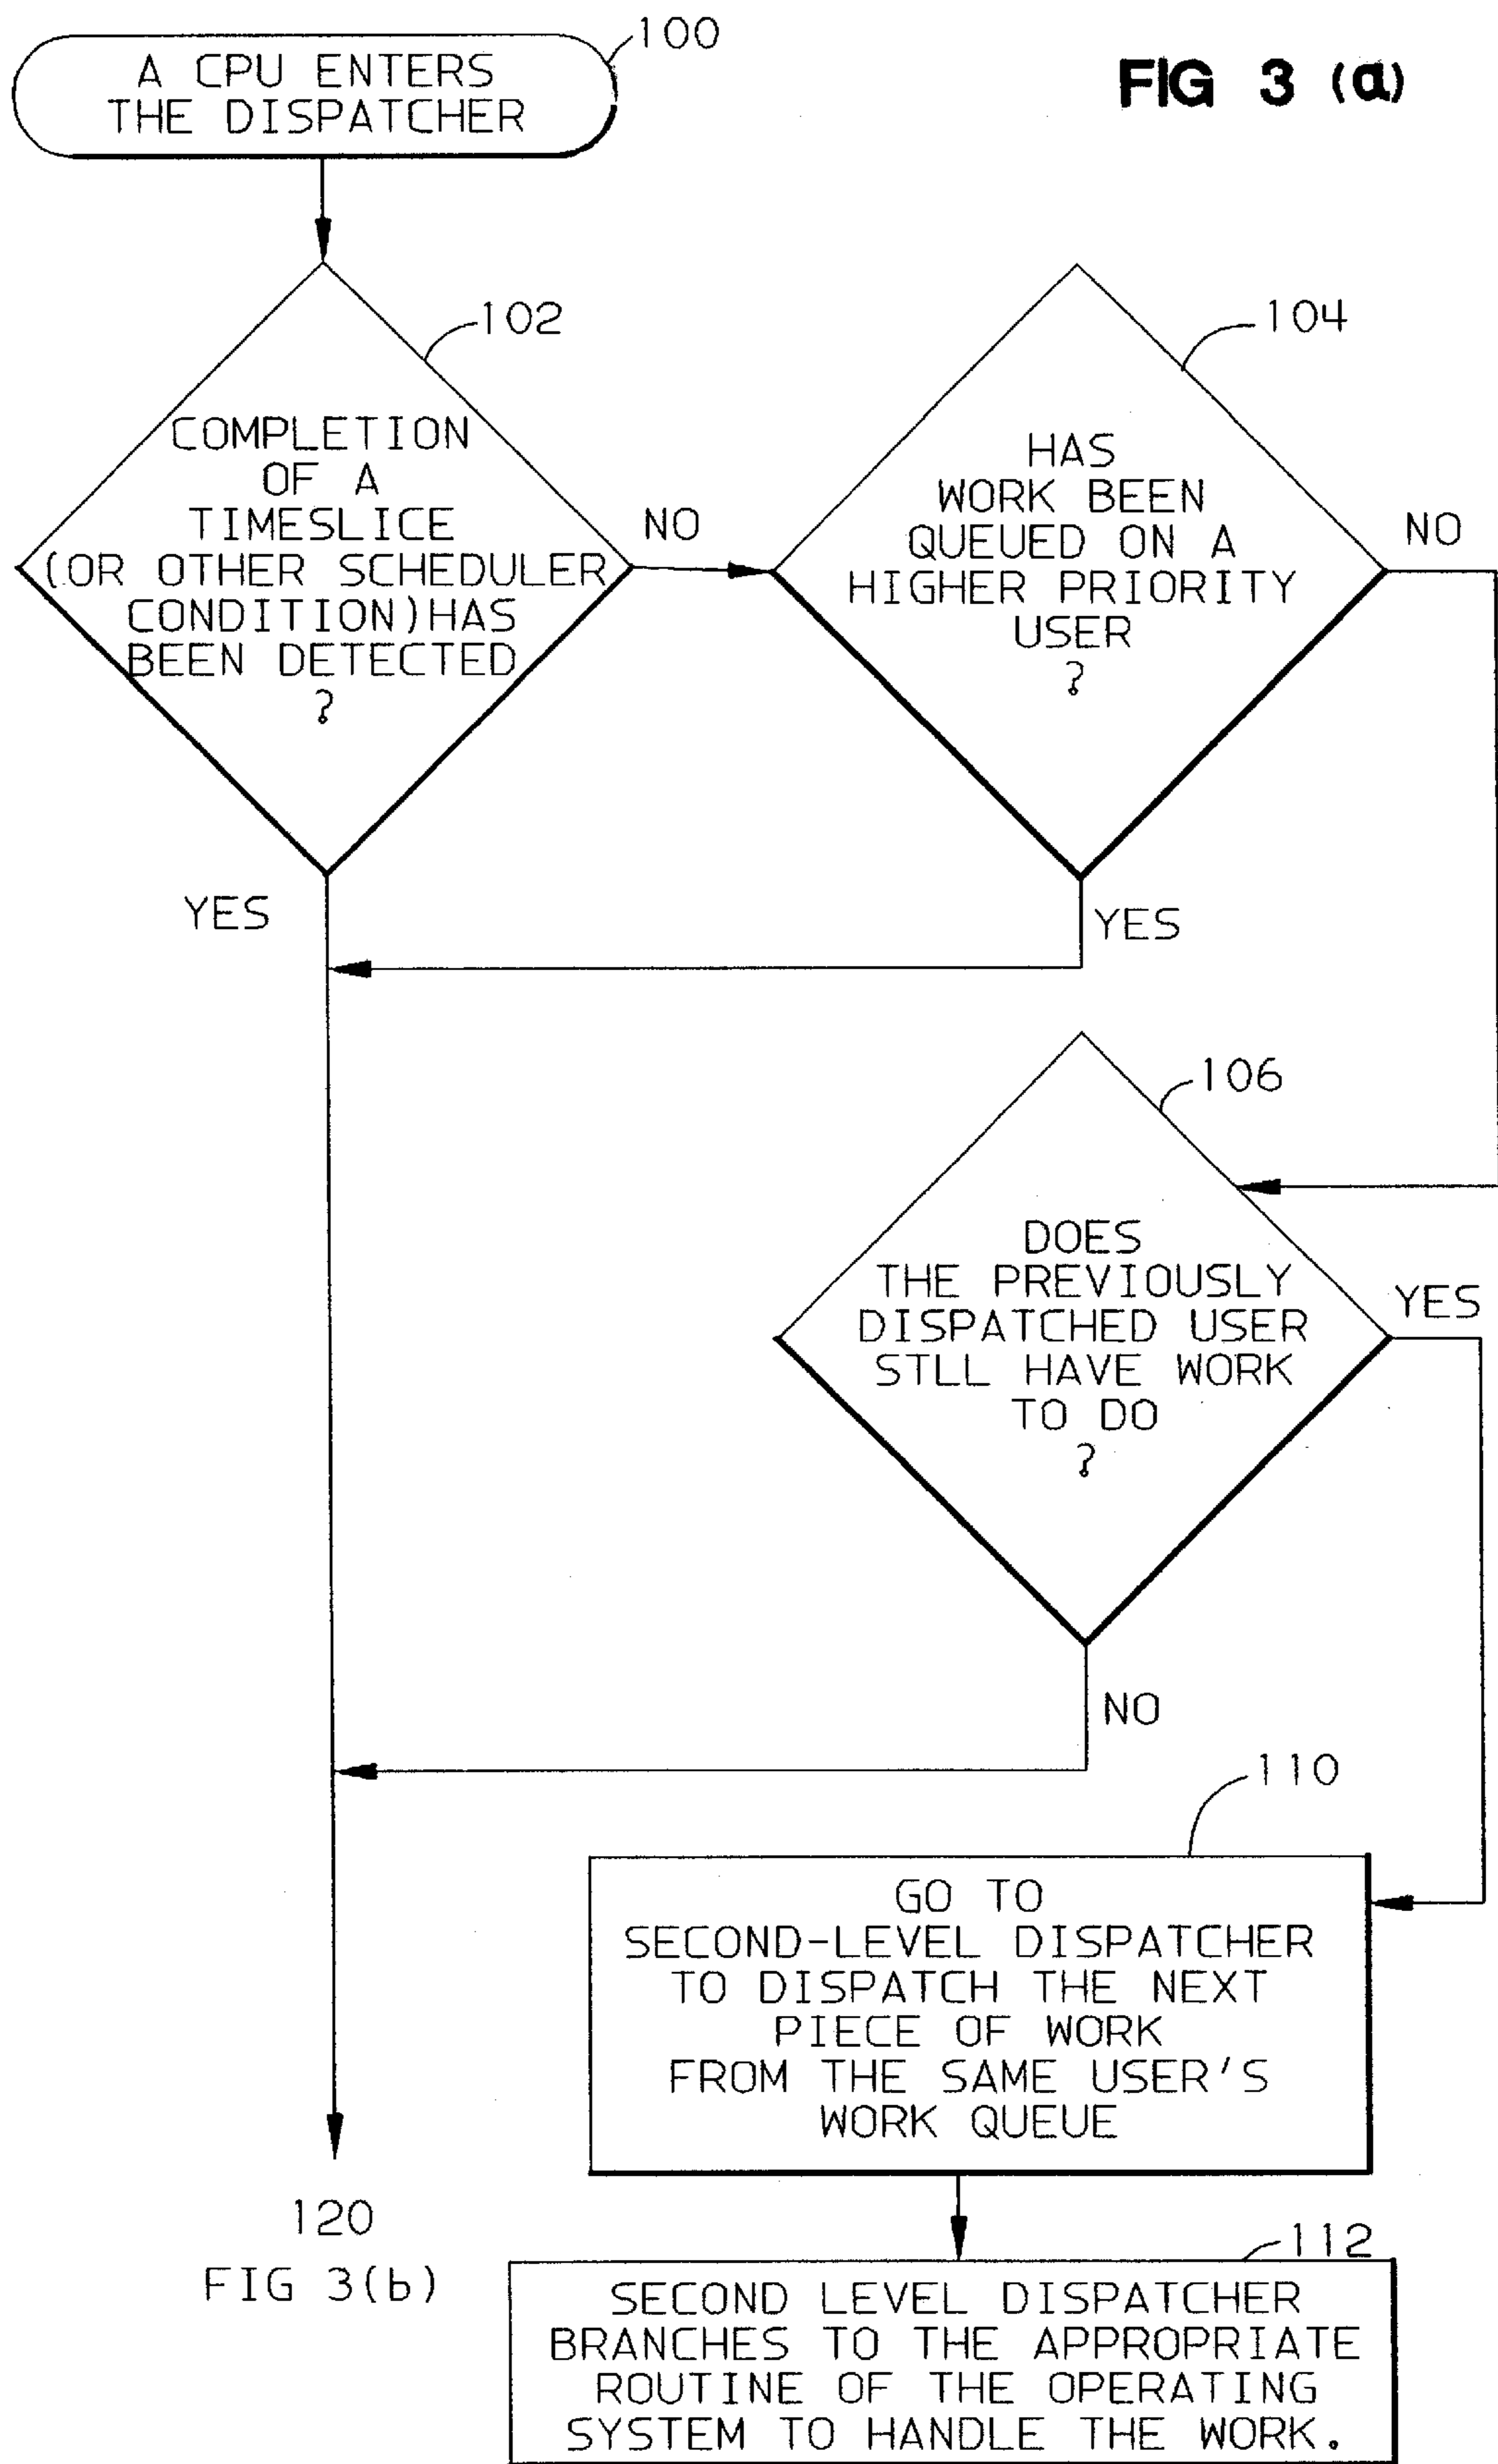 100
A CPU ENTERS
THE DISPATCHER
FIG 3 (a)
102
COMPLETION
OF A
TIMESLICE
(OR OTHER SCHEDULER
CONDITION)HAS
BEEN DETECTED
?
NO
YES
104
HAS
WORK BEEN
QUEUED ON A
HIGHER PRIORITY
USER
?
NO
YES
106
DOES
THE PREVIOUSLY
DISPATCHED USER
STLL HAVE WORK
TO DO
?
YES
NO
110
GO TO
SECOND-LEVEL DISPATCHER
TO DISPATCH THE NEXT
PIECE OF WORK
FROM THE SAME USER'S
WORK QUEUE
120
FIG 3(b)
112
SECOND LEVEL DISPATCHER
BRANCHES TO THE APPROPRIATE
ROUTINE OF THE OPERATING
SYSTEM TO HANDLE THE WORK.